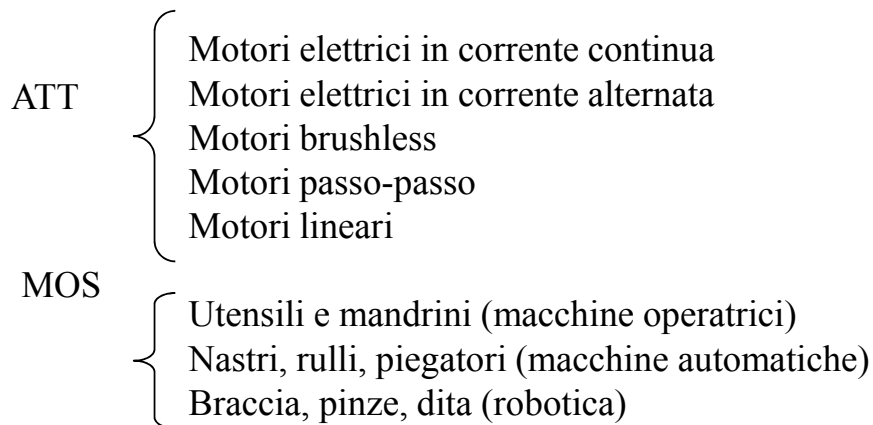 ATT
Motori elettrici in corrente continua
Motori elettrici in corrente alternata
Motori brushless
Motori passo-passo
Motori lineari
MOS
Utensili e mandrini (macchine operatrici)
Nastri, rulli, piegatori (macchine automatiche)
Braccia, pinze, dita (robotica)